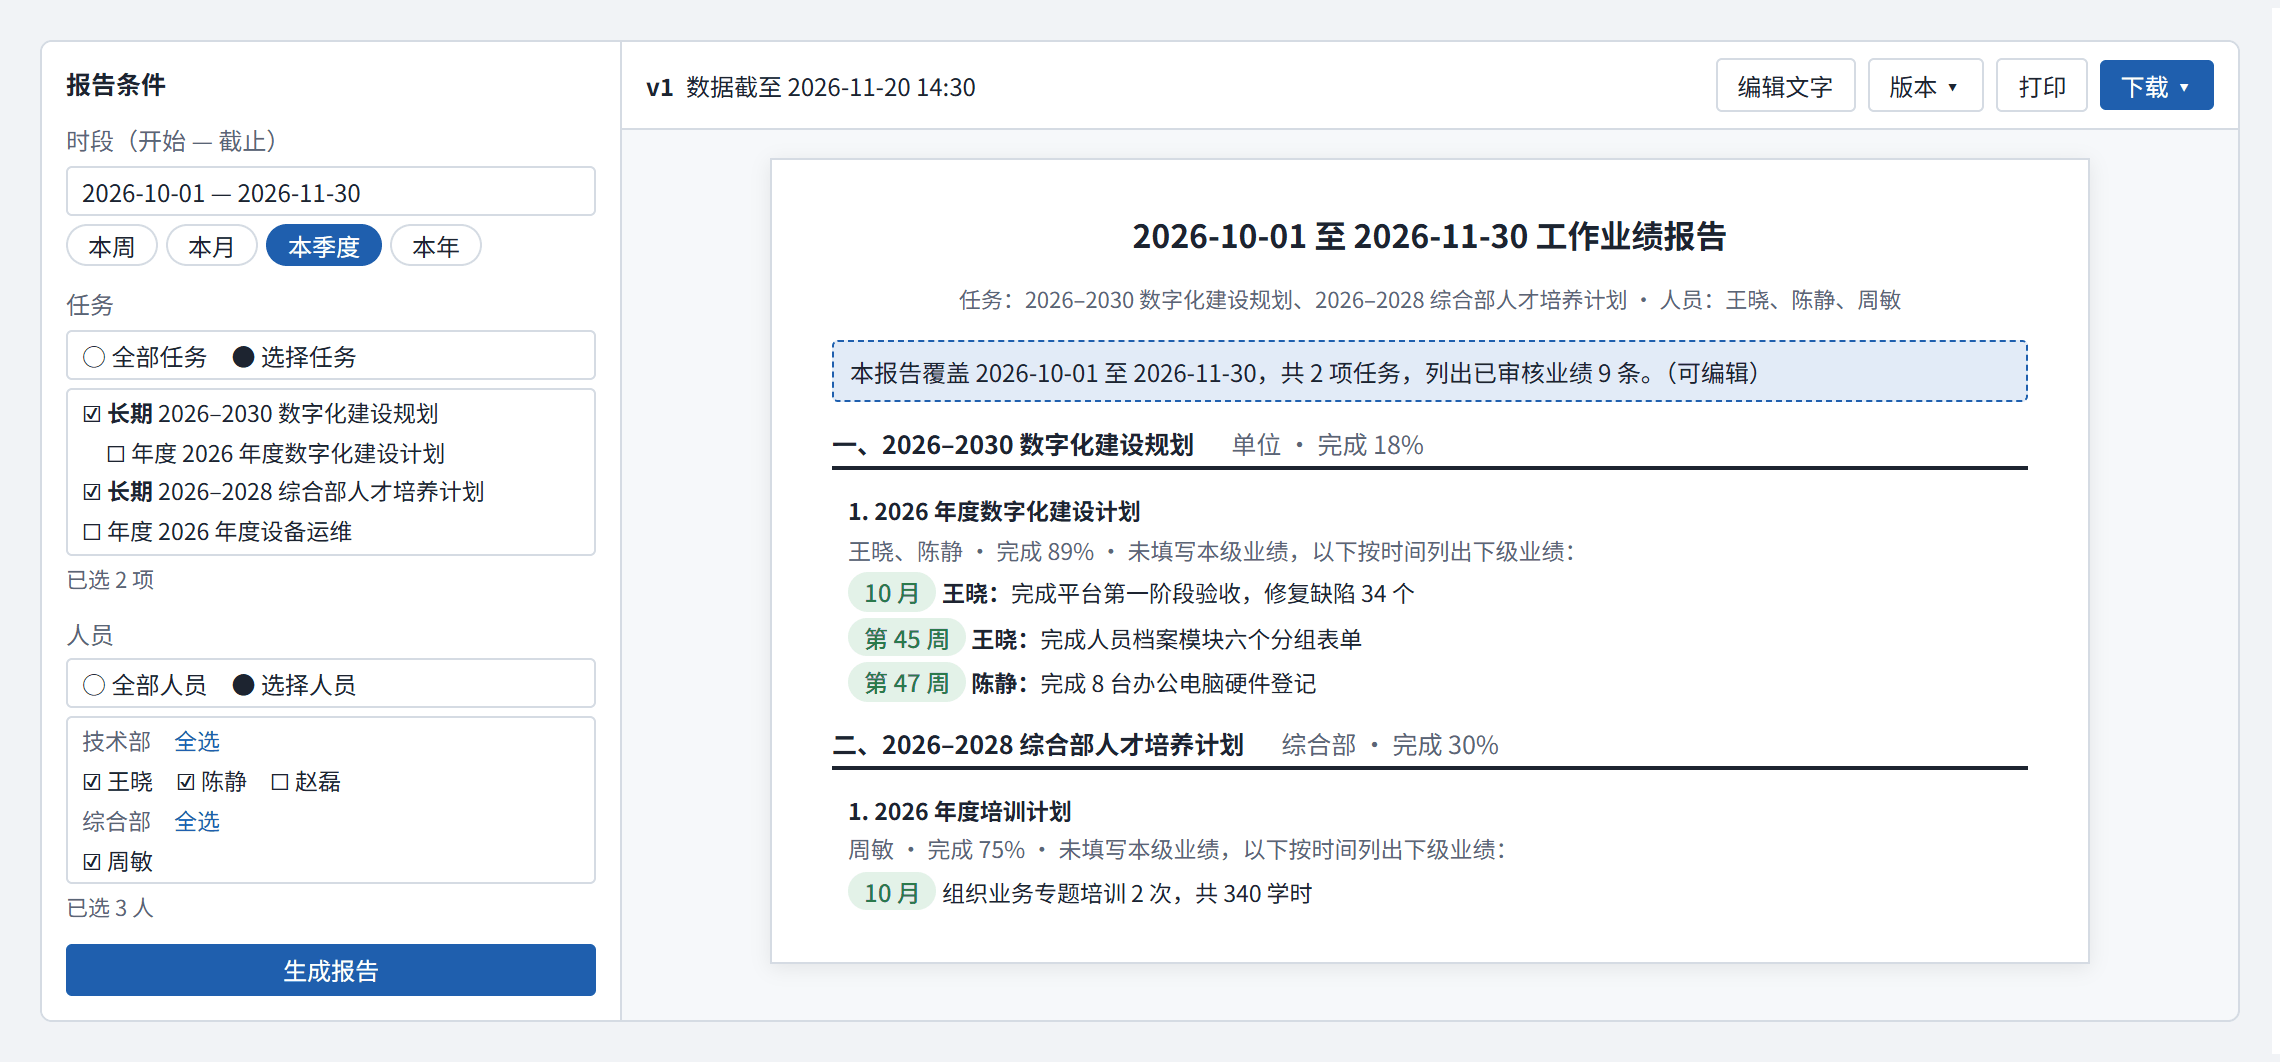 报告条件
时段（开始 — 截止）
2026-10-01 — 2026-11-30
本周 本月 本季度 本年
任务
全部任务 选择任务
长期 2026–2030 数字化建设规划
年度 2026 年度数字化建设计划
长期 2026–2028 综合部人才培养计划
年度 2026 年度设备运维
已选 2 项
人员
全部人员 选择人员
技术部 全选
王晓 陈静 赵磊
综合部 全选
周敏
已选 3 人
生成报告
v1 数据截至 2026-11-20 14:30
编辑文字 版本 ▾ 打印 下载 ▾
2026-10-01 至 2026-11-30 工作业绩报告
任务：2026–2030 数字化建设规划、2026–2028 综合部人才培养计划 · 人员：王晓、陈静、周敏
本报告覆盖 2026-10-01 至 2026-11-30，共 2 项任务，列出已审核业绩 9 条。（可编辑）
一、2026–2030 数字化建设规划 单位 · 完成 18%
1. 2026 年度数字化建设计划
王晓、陈静 · 完成 89% · 未填写本级业绩，以下按时间列出下级业绩：
10 月 王晓：完成平台第一阶段验收，修复缺陷 34 个
第 45 周 王晓：完成人员档案模块六个分组表单
第 47 周 陈静：完成 8 台办公电脑硬件登记
二、2026–2028 综合部人才培养计划 综合部 · 完成 30%
1. 2026 年度培训计划
周敏 · 完成 75% · 未填写本级业绩，以下按时间列出下级业绩：
10 月 组织业务专题培训 2 次，共 340 学时